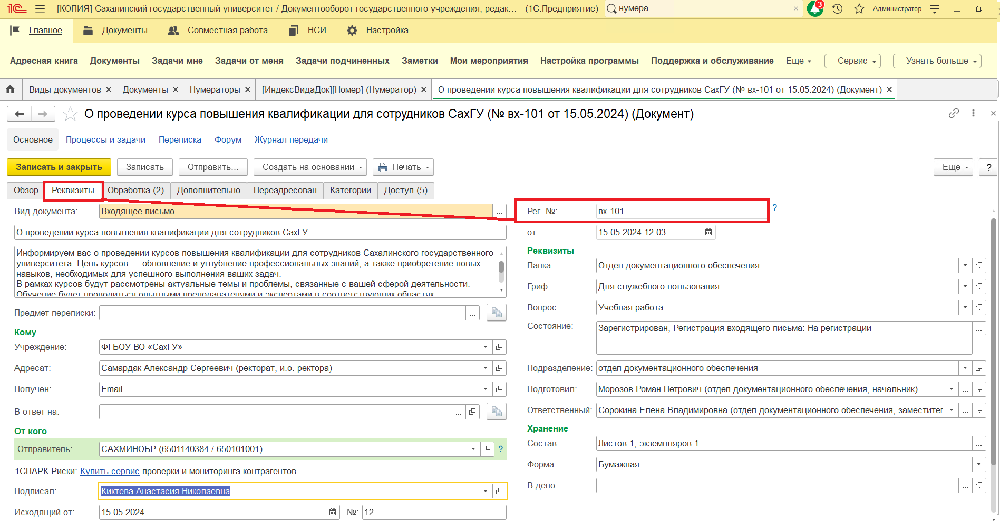 1С [КОПИЯ] Сахалинский государственный университет / Документооборот государственного учреждения, редак... (1С:Предприятие) нумера × 3 Администратор
Главное Документы Совместная работа НСИ Настройка
Адресная книга Документы Задачи мне Задачи от меня Задачи подчиненных Заметки Мои мероприятия Настройка программы Поддержка и обслуживание Еще Сервис Узнать больше
Виды документов × Документы × Нумераторы × [ИндексВидаДок][Номер] (Нумератор) × О проведении курса повышения квалификации для сотрудников СахГУ (№ вх-101 от 15.05.2024) (Документ) ×
О проведении курса повышения квалификации для сотрудников СахГУ (№ вх-101 от 15.05.2024) (Документ)
Основное Процессы и задачи Переписка Форум Журнал передачи
Записать и закрыть Записать Отправить... Создать на основании Печать Еще ?
Обзор Реквизиты Обработка (2) Дополнительно Переадресован Категории Доступ (5)
Вид документа: Входящее письмо ...
О проведении курса повышения квалификации для сотрудников СахГУ
Информируем вас о проведении курсов повышения квалификации для сотрудников Сахалинского государственного
университета. Цель курсов — обновление и углубление профессиональных знаний, а также приобретение новых
навыков, необходимых для успешного выполнения ваших задач.
В рамках курсов будут рассмотрены актуальные темы и проблемы, связанные с вашей сферой деятельности.
Обучение будет проводиться опытными преподавателями и экспертами в соответствующих областях.
Предмет переписки: ...
Кому
Учреждение: ФГБОУ ВО «СахГУ»
Адресат: Самардак Александр Сергеевич (ректорат, и.о. ректора)
Получен: Email
В ответ на: ...
От кого
Отправитель: САХМИНОБР (6501140384 / 650101001) ?
1СПАРК Риски: Купить сервис проверки и мониторинга контрагентов
Подписал: Киктева Анастасия Николаевна
Исходящий от: 15.05.2024 №: 12
Рег. №: вх-101 ?
от: 15.05.2024 12:03
Реквизиты
Папка: Отдел документационного обеспечения
Гриф: Для служебного пользования
Вопрос: Учебная работа
Состояние: Зарегистрирован, Регистрация входящего письма: На регистрации ...
Подразделение: отдел документационного обеспечения
Подготовил: Морозов Роман Петрович (отдел документационного обеспечения, начальник) ...
Ответственный: Сорокина Елена Владимировна (отдел документационного обеспечения, заместител ...
Хранение
Состав: Листов 1, экземпляров 1 ...
Форма: Бумажная
В дело: ...